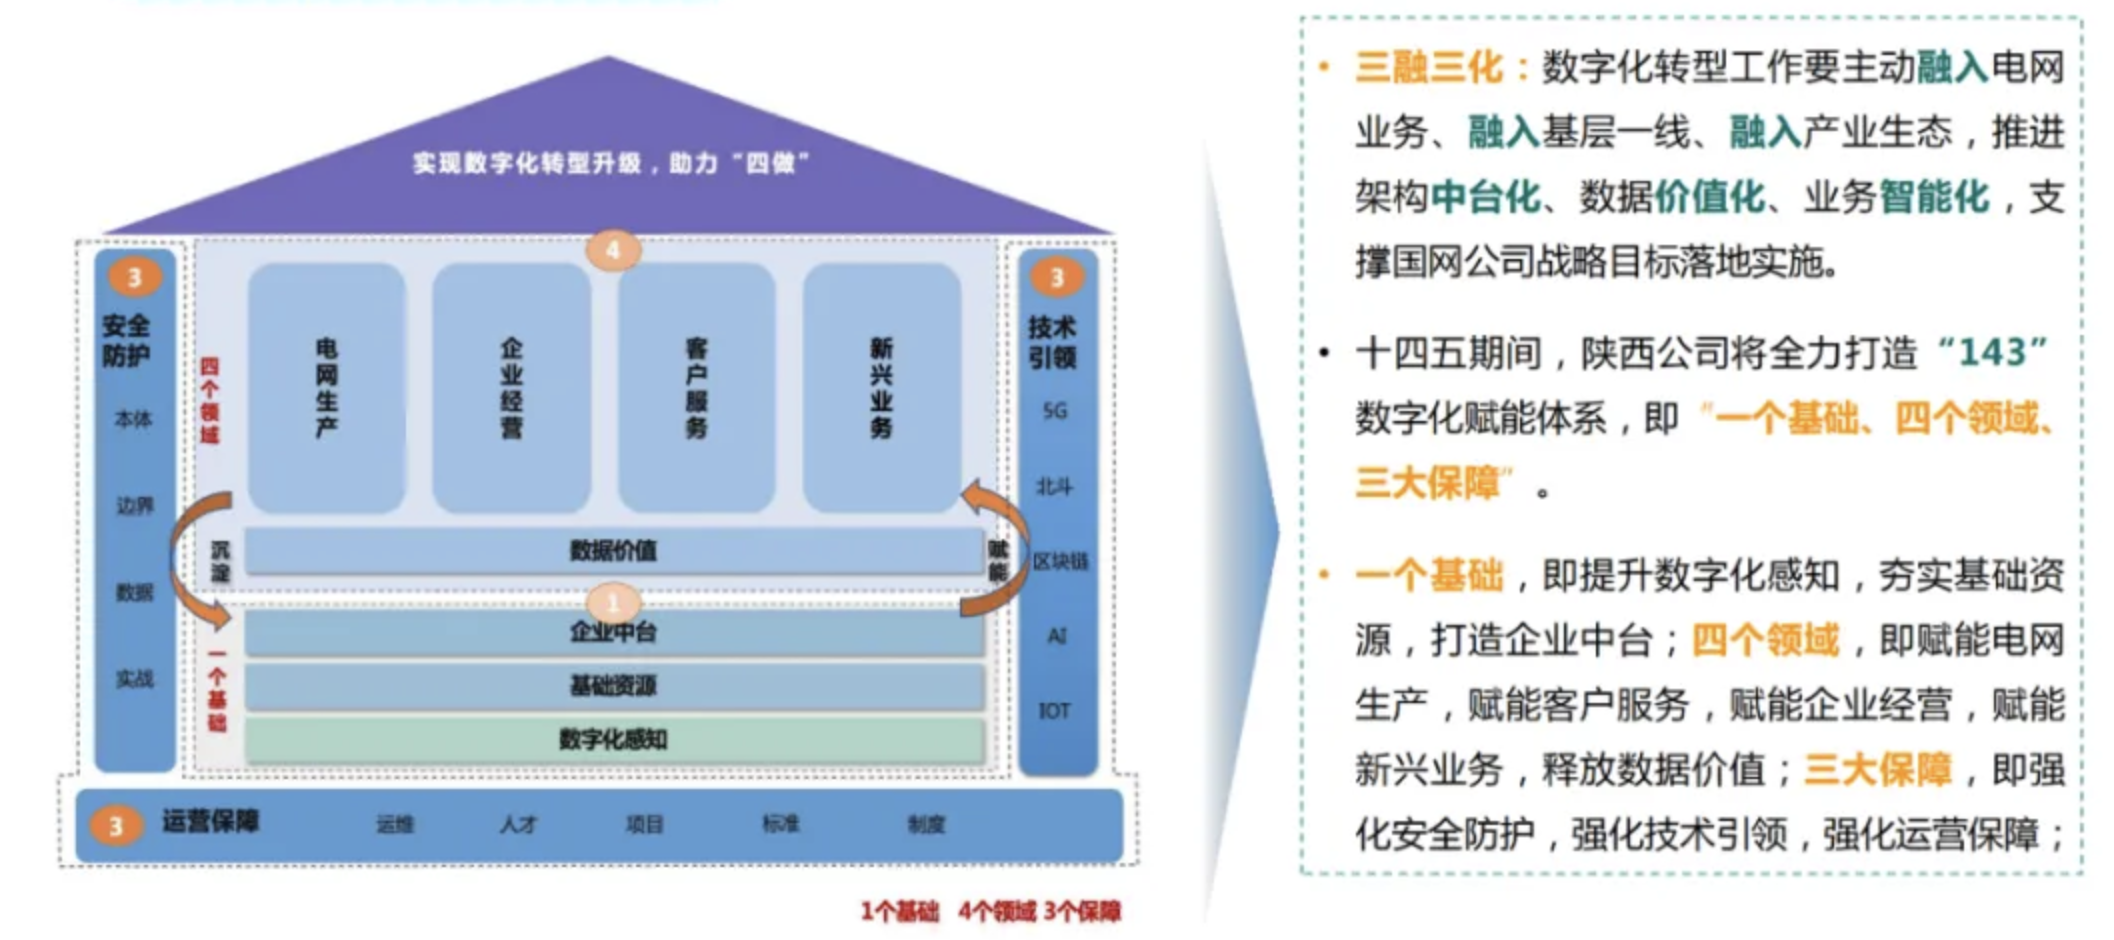 实现数字化转型升级，助力“四做”
4
3
安全
防护
本体
边界
数据
实战
四个领域
电网生产
企业经营
客户服务
新兴业务
3
技术
引领
5G
北斗
区块链
AI
IOT
沉淀
数据价值
赋能
1
企业中台
一个基础
基础资源
数字化感知
3 运营保障 运维 人才 项目 标准 制度
1个基础 4个领域 3个保障
• 三融三化：数字化转型工作要主动融入电网
业务、融入基层一线、融入产业生态，推进
架构中台化、数据价值化、业务智能化，支
撑国网公司战略目标落地实施。
• 十四五期间，陕西公司将全力打造“143”
数字化赋能体系，即“一个基础、四个领域、
三大保障”。
• 一个基础，即提升数字化感知，夯实基础资
源，打造企业中台；四个领域，即赋能电网
生产，赋能客户服务，赋能企业经营，赋能
新兴业务，释放数据价值；三大保障，即强
化安全防护，强化技术引领，强化运营保障；